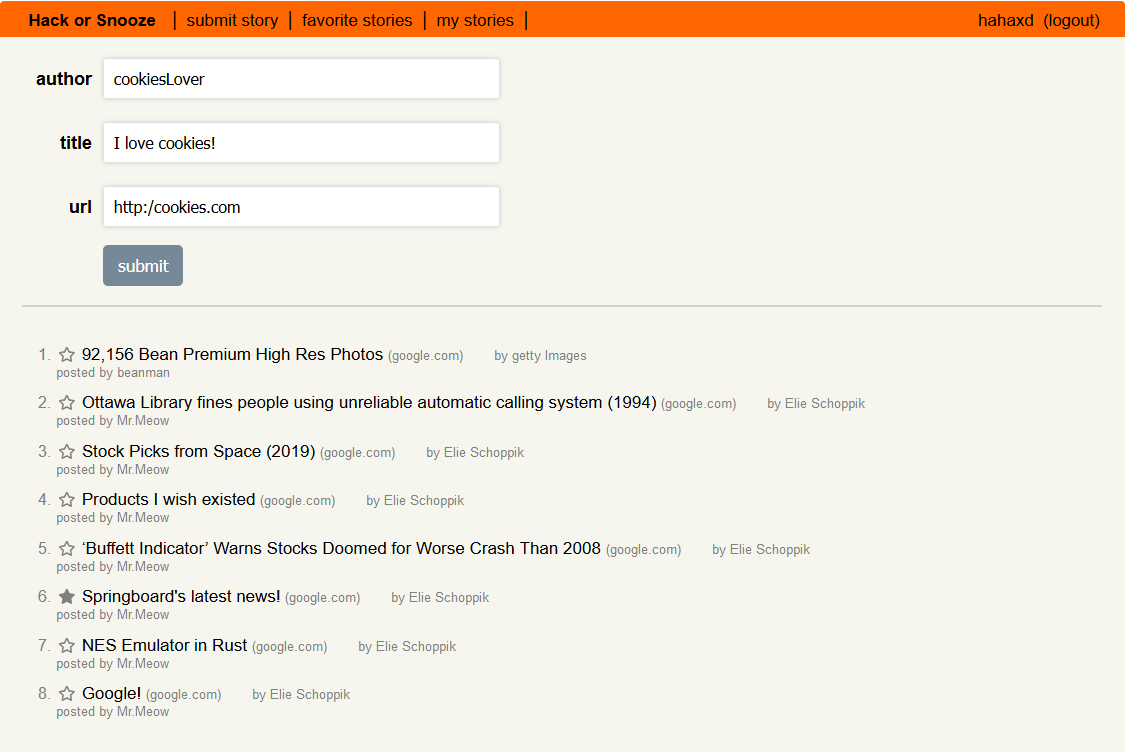 Hack or Snooze | submit story | favorite stories | my stories | hahaxd (logout)
author cookiesLover
title I love cookies!
url http:/cookies.com
submit
1. 92,156 Bean Premium High Res Photos (google.com) by getty Images
posted by beanman
2. Ottawa Library fines people using unreliable automatic calling system (1994) (google.com) by Elie Schoppik
posted by Mr.Meow
3. Stock Picks from Space (2019) (google.com) by Elie Schoppik
posted by Mr.Meow
4. Products I wish existed (google.com) by Elie Schoppik
posted by Mr.Meow
5. ‘Buffett Indicator’ Warns Stocks Doomed for Worse Crash Than 2008 (google.com) by Elie Schoppik
posted by Mr.Meow
6. Springboard's latest news! (google.com) by Elie Schoppik
posted by Mr.Meow
7. NES Emulator in Rust (google.com) by Elie Schoppik
posted by Mr.Meow
8. Google! (google.com) by Elie Schoppik
posted by Mr.Meow